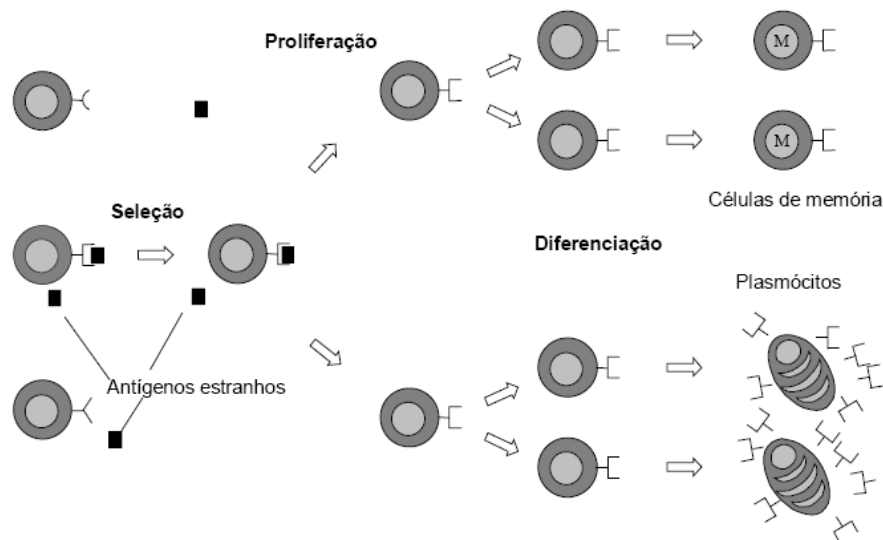 Proliferação
M
M
Células de memória
Seleção
Diferenciação
Plasmócitos
Antígenos estranhos